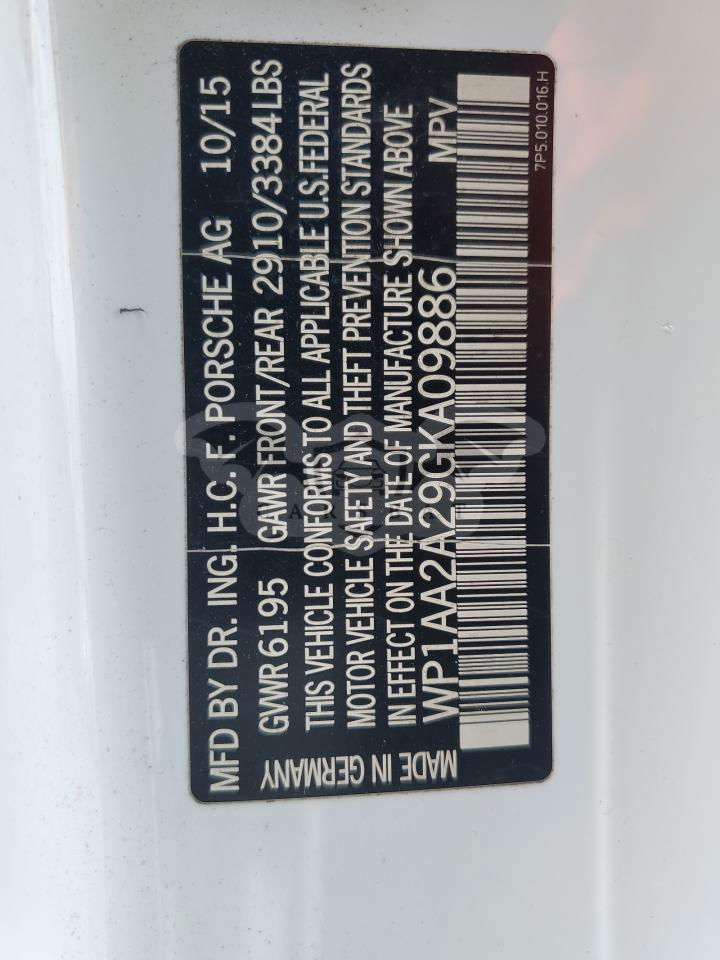 MFD BY DR. ING. H.C. F. PORSCHE AG 10/15
GVWR 6195 GAWR FRONT/REAR 2910/3384 LBS
THIS VEHICLE CONFORMS TO ALL APPLICABLE U.S. FEDERAL
MOTOR VEHICLE SAFETY AND THEFT PREVENTION STANDARDS
IN EFFECT ON THE DATE OF MANUFACTURE SHOWN ABOVE
WP1AA2A29GKA09886 MPV
MADE IN GERMANY
7P5.010.016.H